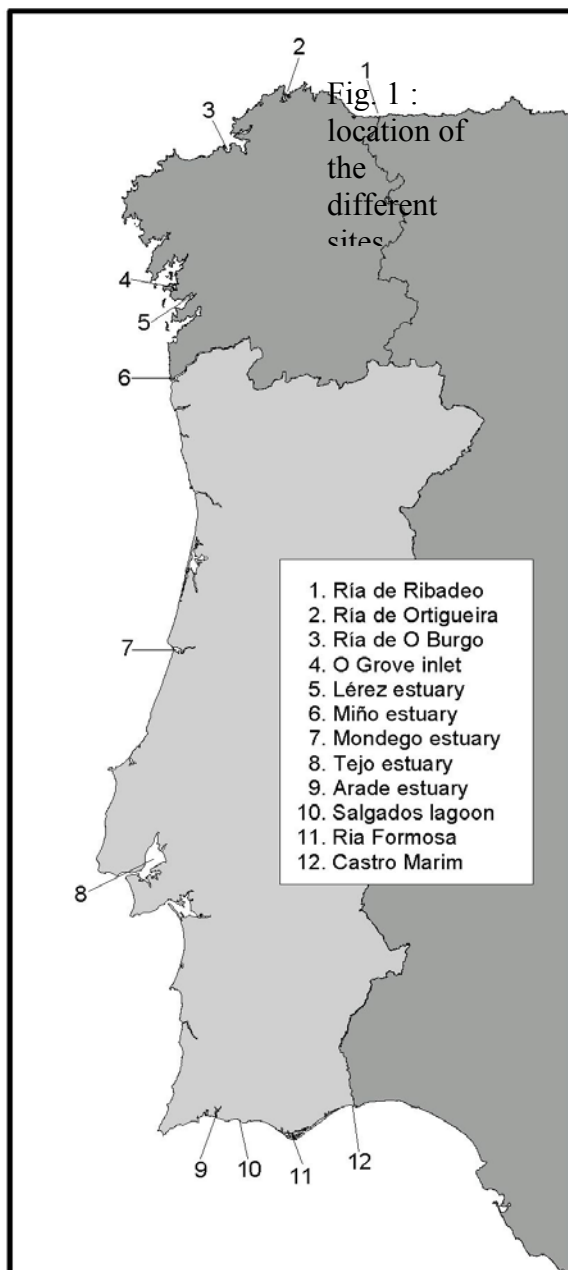 2
1
Fig. 1 :
location of
the
different
sites
3
4
5
6
1. Ría de Ribadeo
2. Ría de Ortigueira
3. Ría de O Burgo
4. O Grove inlet
5. Lérez estuary
6. Miño estuary
7. Mondego estuary
8. Tejo estuary
9. Arade estuary
10. Salgados lagoon
11. Ria Formosa
12. Castro Marim
7
8
9 10 11 12